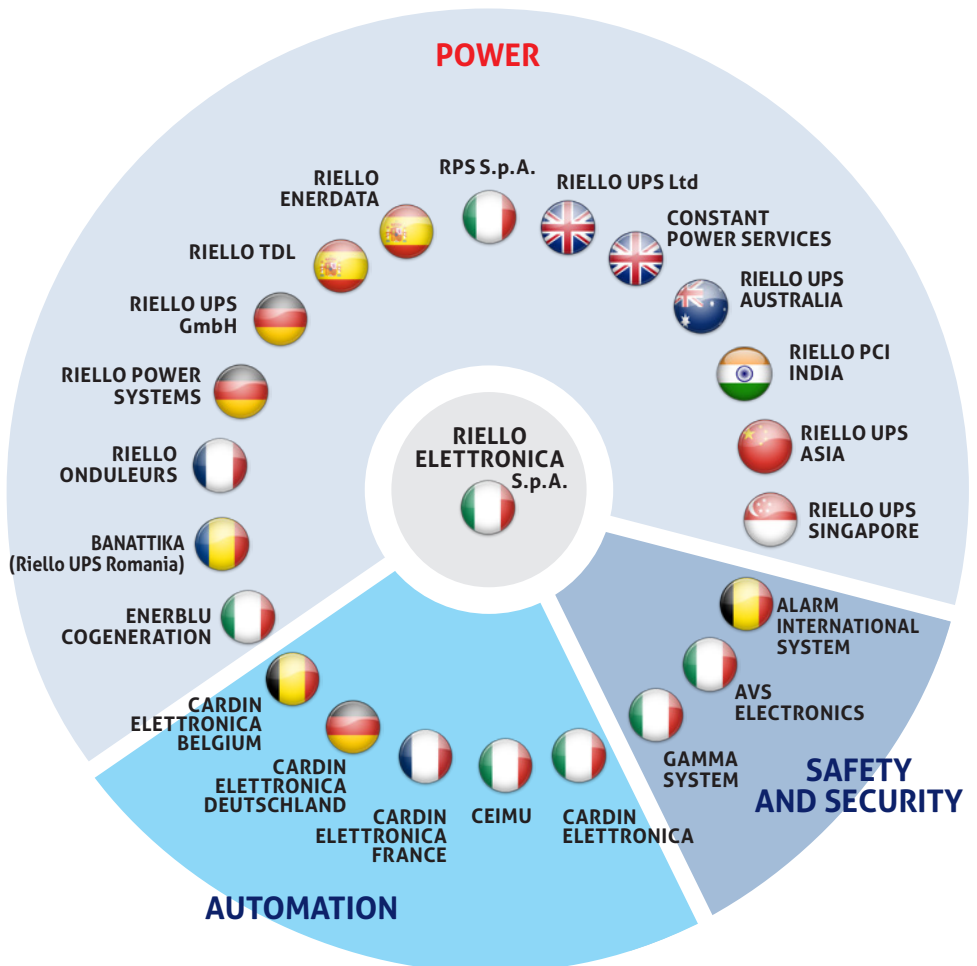 POWER
RPS S.p.A.
RIELLO UPS Ltd
CONSTANT
POWER SERVICES
RIELLO UPS
AUSTRALIA
RIELLO PCI
INDIA
RIELLO UPS
ASIA
RIELLO UPS
SINGAPORE
RIELLO
ENERDATA
RIELLO TDL
RIELLO UPS
GmbH
RIELLO POWER
SYSTEMS
RIELLO
ONDULEURS
BANATTIKA
(Riello UPS Romania)
ENERBLU
COGENERATION
RIELLO
ELETTRONICA
S.p.A.
ALARM
INTERNATIONAL
SYSTEM
AVS
ELECTRONICS
GAMMA
SYSTEM
SAFETY
AND SECURITY
CARDIN
ELETTRONICA
BELGIUM
CARDIN
ELETTRONICA
DEUTSCHLAND
CARDIN
ELETTRONICA
FRANCE
CEIMU
CARDIN
ELETTRONICA
AUTOMATION